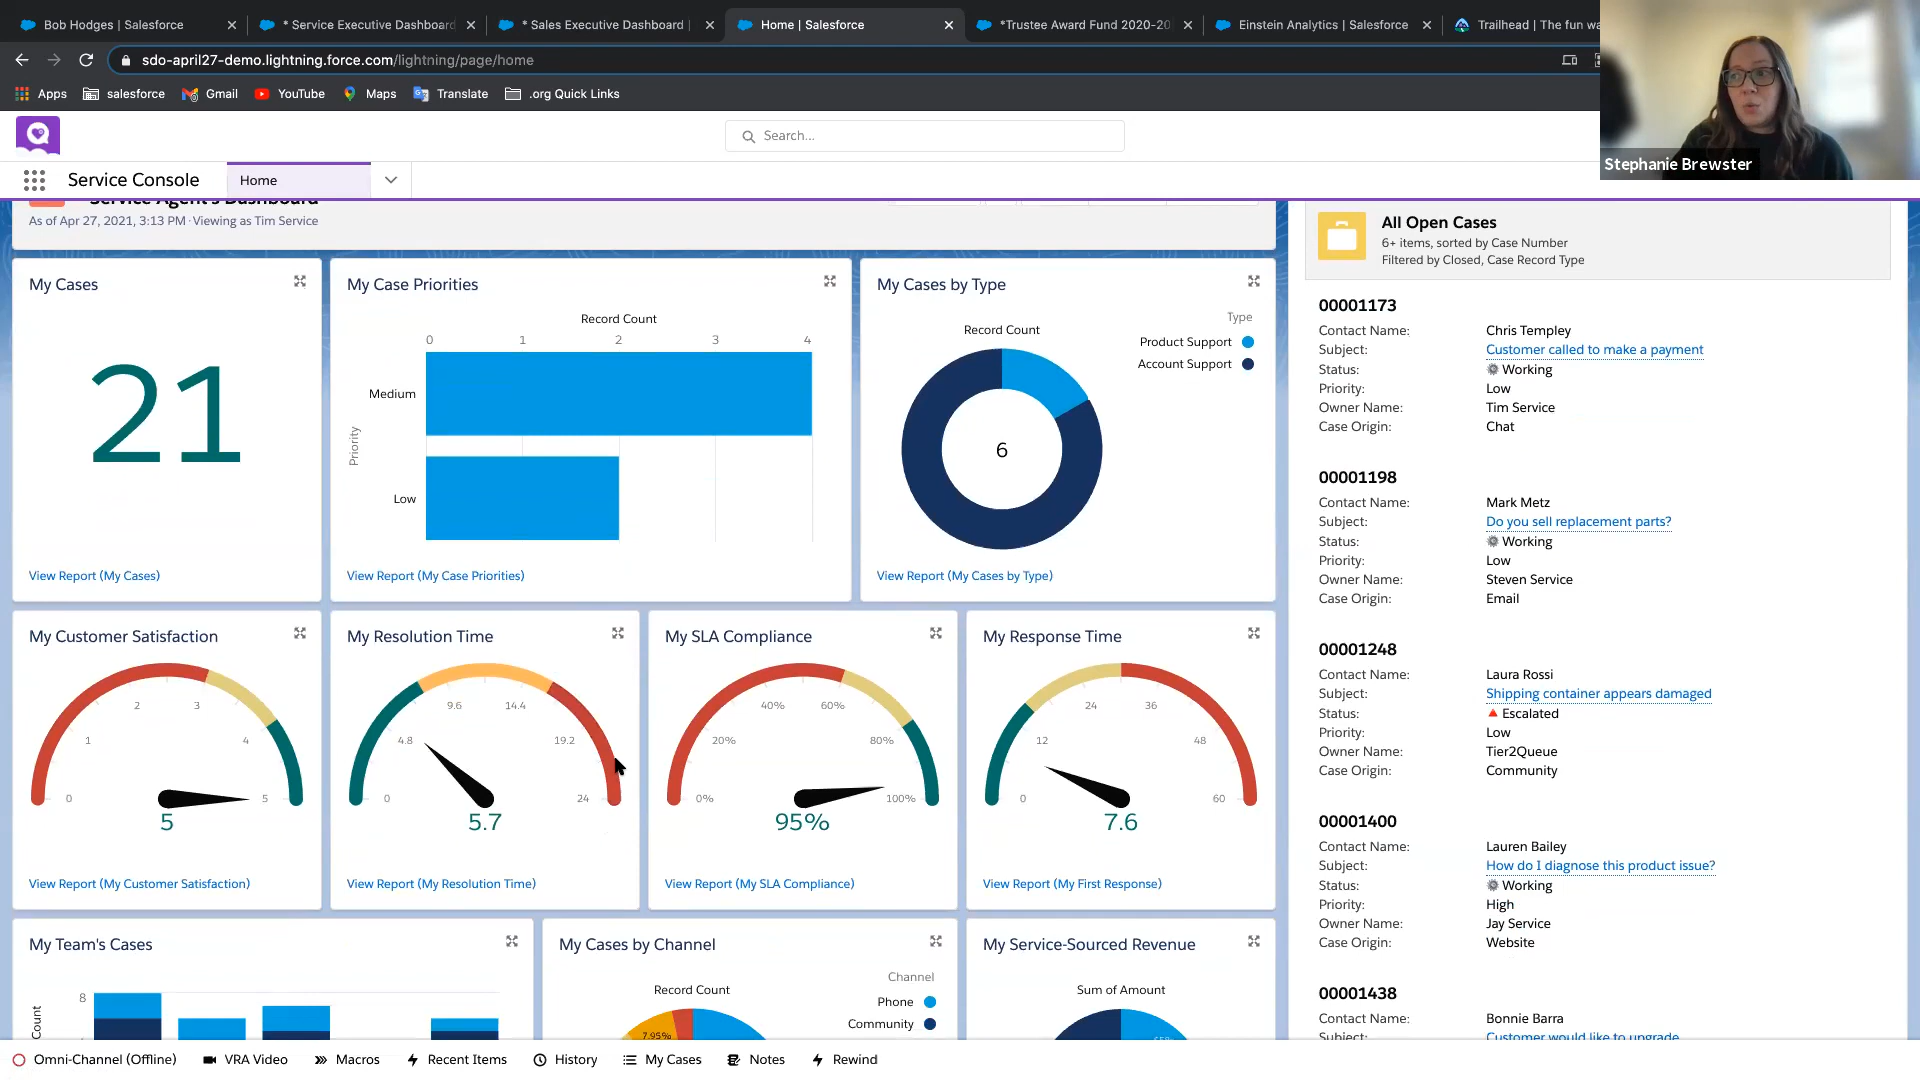 Bob Hodges | Salesforce
* Service Executive Dashboard
* Sales Executive Dashboard |
Home | Salesforce
*Trustee Award Fund 2020-20
Einstein Analytics | Salesforce
Trailhead | The fun wa
sdo-april27-demo.lightning.force.com/lightning/page/home
Apps
salesforce
Gmail
YouTube
Maps
Translate
.org Quick Links
Search...
Stephanie Brewster
Service Console
Home
Service Agent's Dashboard
As of Apr 27, 2021, 3:13 PM·Viewing as Tim Service
My Cases
21
View Report (My Cases)
My Case Priorities
Record Count
0 1 2 3 4
Priority
Medium
Low
View Report (My Case Priorities)
My Cases by Type
Record Count
Type
Product Support
Account Support
6
View Report (My Cases by Type)
My Customer Satisfaction
0 1 2 3 4 5
5
View Report (My Customer Satisfaction)
My Resolution Time
0 4.8 9.6 14.4 19.2 24
5.7
View Report (My Resolution Time)
My SLA Compliance
0% 20% 40% 60% 80% 100%
95%
View Report (My SLA Compliance)
My Response Time
0 12 24 36 48 60
7.6
View Report (My First Response)
My Team's Cases
8
Count
My Cases by Channel
Record Count
Channel
Phone
Community
7.95%
My Service-Sourced Revenue
Sum of Amount
All Open Cases
6+ items, sorted by Case Number
Filtered by Closed, Case Record Type
00001173
Contact Name: Chris Templey
Subject: Customer called to make a payment
Status: Working
Priority: Low
Owner Name: Tim Service
Case Origin: Chat
00001198
Contact Name: Mark Metz
Subject: Do you sell replacement parts?
Status: Working
Priority: Low
Owner Name: Steven Service
Case Origin: Email
00001248
Contact Name: Laura Rossi
Subject: Shipping container appears damaged
Status: Escalated
Priority: Low
Owner Name: Tier2Queue
Case Origin: Community
00001400
Contact Name: Lauren Bailey
Subject: How do I diagnose this product issue?
Status: Working
Priority: High
Owner Name: Jay Service
Case Origin: Website
00001438
Contact Name: Bonnie Barra
Subject: Customer would like to upgrade
Omni-Channel (Offline)
VRA Video
Macros
Recent Items
History
My Cases
Notes
Rewind